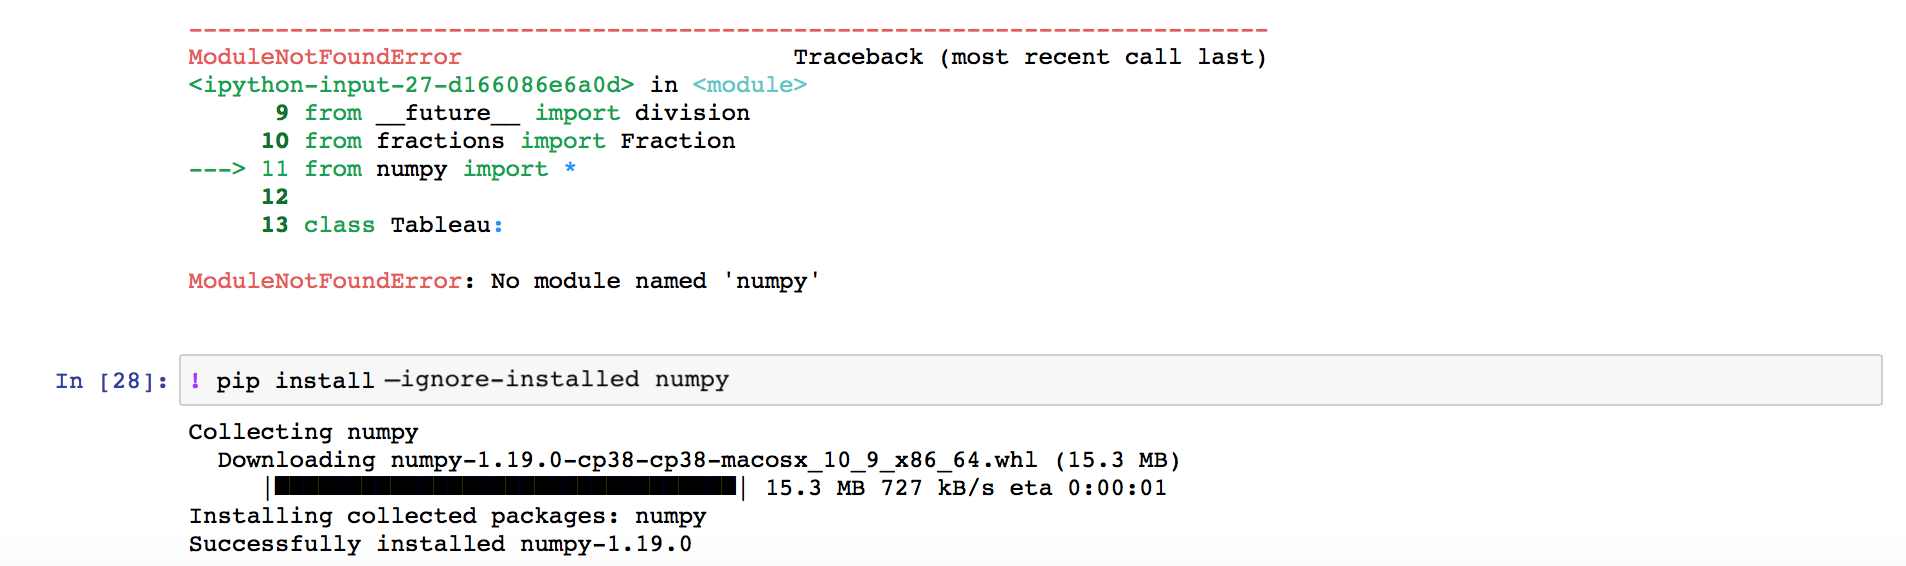 ---------------------------------------------------------------------------
ModuleNotFoundError                       Traceback (most recent call last)
<ipython-input-27-d166086e6a0d> in <module>
      9 from __future__ import division
     10 from fractions import Fraction
---> 11 from numpy import *
     12
     13 class Tableau:
ModuleNotFoundError: No module named 'numpy'
In [28]: ! pip install —ignore-installed numpy
Collecting numpy
  Downloading numpy-1.19.0-cp38-cp38-macosx_10_9_x86_64.whl (15.3 MB)
     |████████████████████████████████| 15.3 MB 727 kB/s eta 0:00:01
Installing collected packages: numpy
Successfully installed numpy-1.19.0